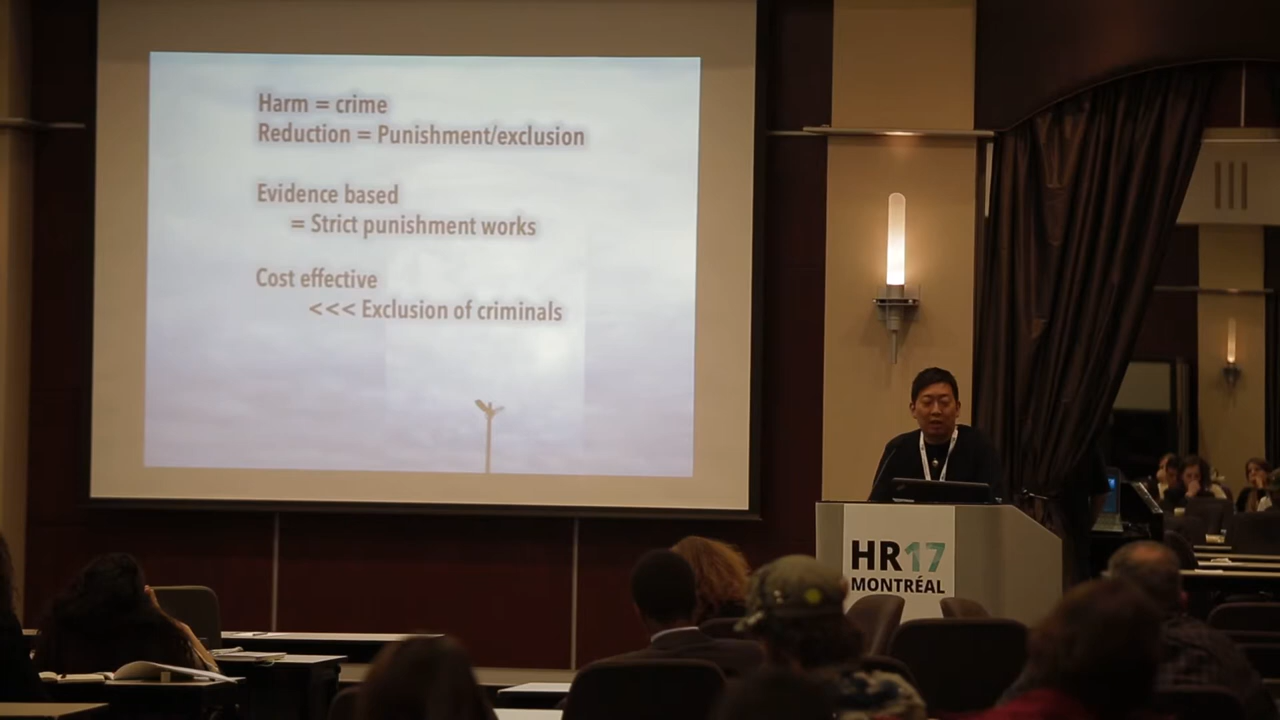 Harm = crime
Reduction = Punishment/exclusion
Evidence based
= Strict punishment works
Cost effective
<<< Exclusion of criminals
HR17
MONTRÉAL